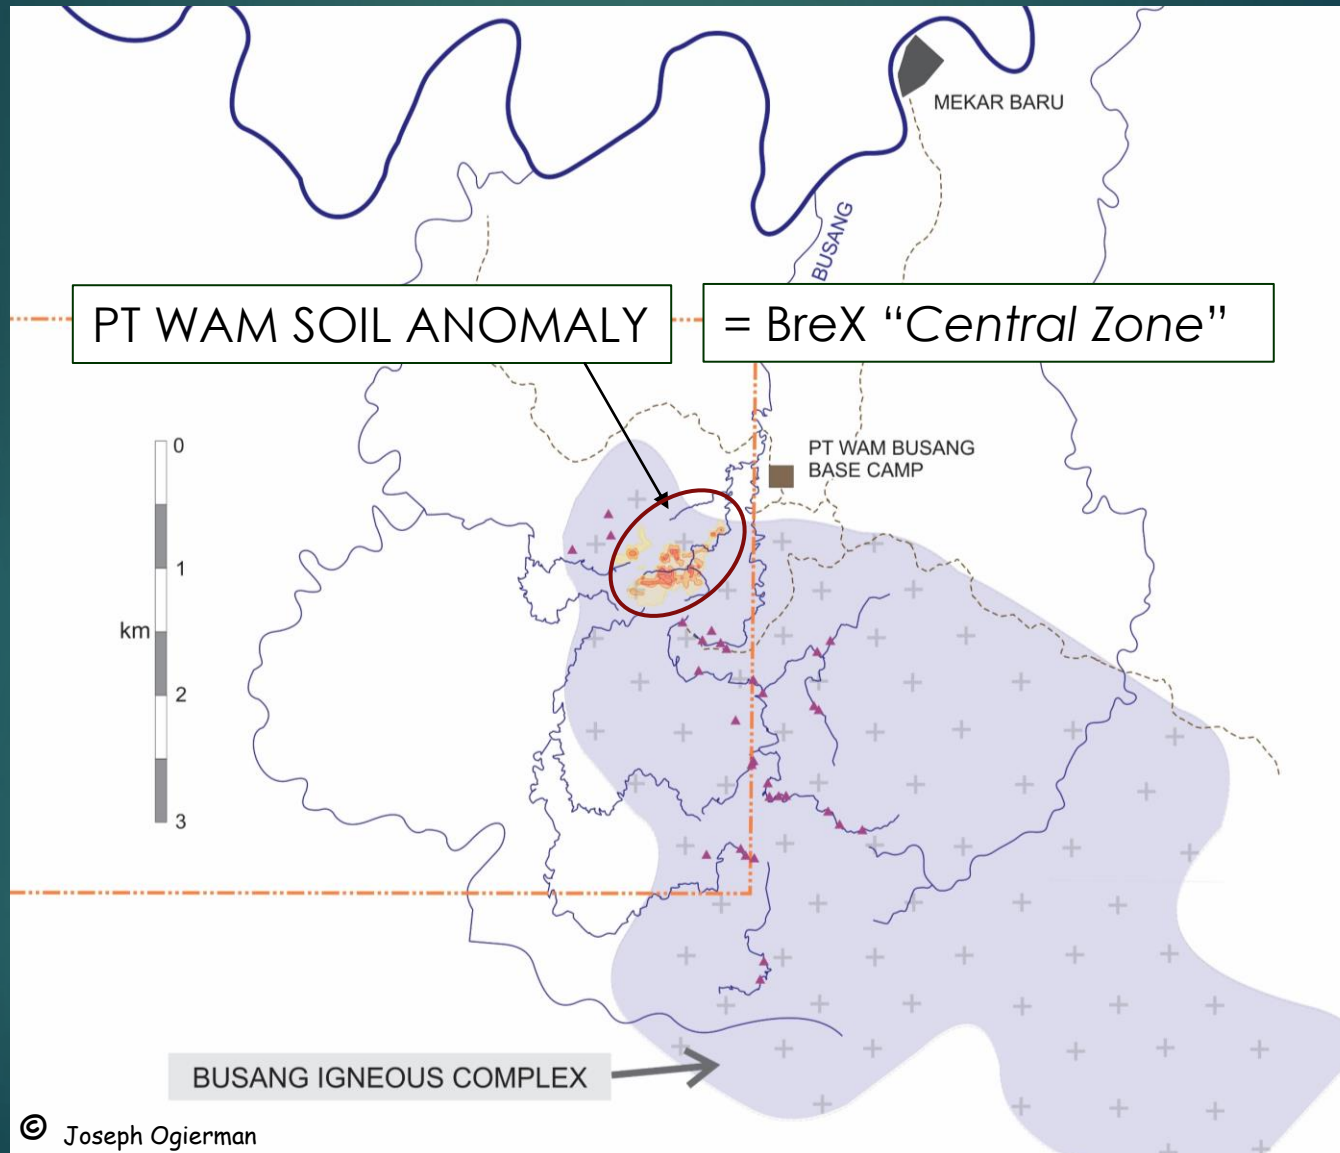 MEKAR BARU
BUSANG
PT WAM SOIL ANOMALY
= BreX “Central Zone”
0
PT WAM BUSANG
BASE CAMP
1
km
2
3
BUSANG IGNEOUS COMPLEX
© Joseph Ogierman